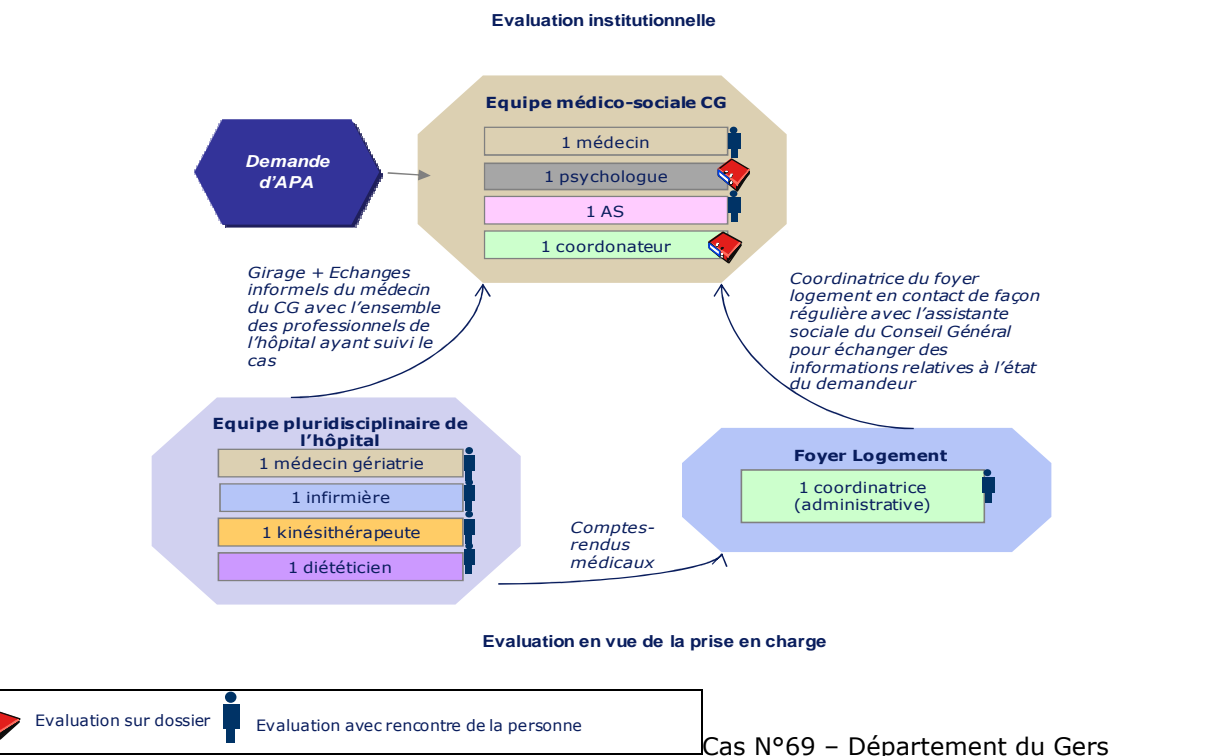 Evaluation institutionnelle
Equipe médico-sociale CG
1 médecin
1 psychologue
1 AS
1 coordonateur
Demande
d'APA
Girage + Echanges
informels du médecin
du CG avec l'ensemble
des professionnels de
l'hôpital ayant suivi le
cas
Coordinatrice du foyer
logement en contact de façon
régulière avec l'assistante
sociale du Conseil Général
pour échanger des
informations relatives à l'état
du demandeur
Equipe pluridisciplinaire de
l'hôpital
1 médecin gériatrie
1 infirmière
1 kinésithérapeute
1 diététicien
Foyer Logement
1 coordinatrice
(administrative)
Comptes-
rendus
médicaux
Evaluation en vue de la prise en charge
Evaluation sur dossier
Evaluation avec rencontre de la personne
Cas N°69 – Département du Gers